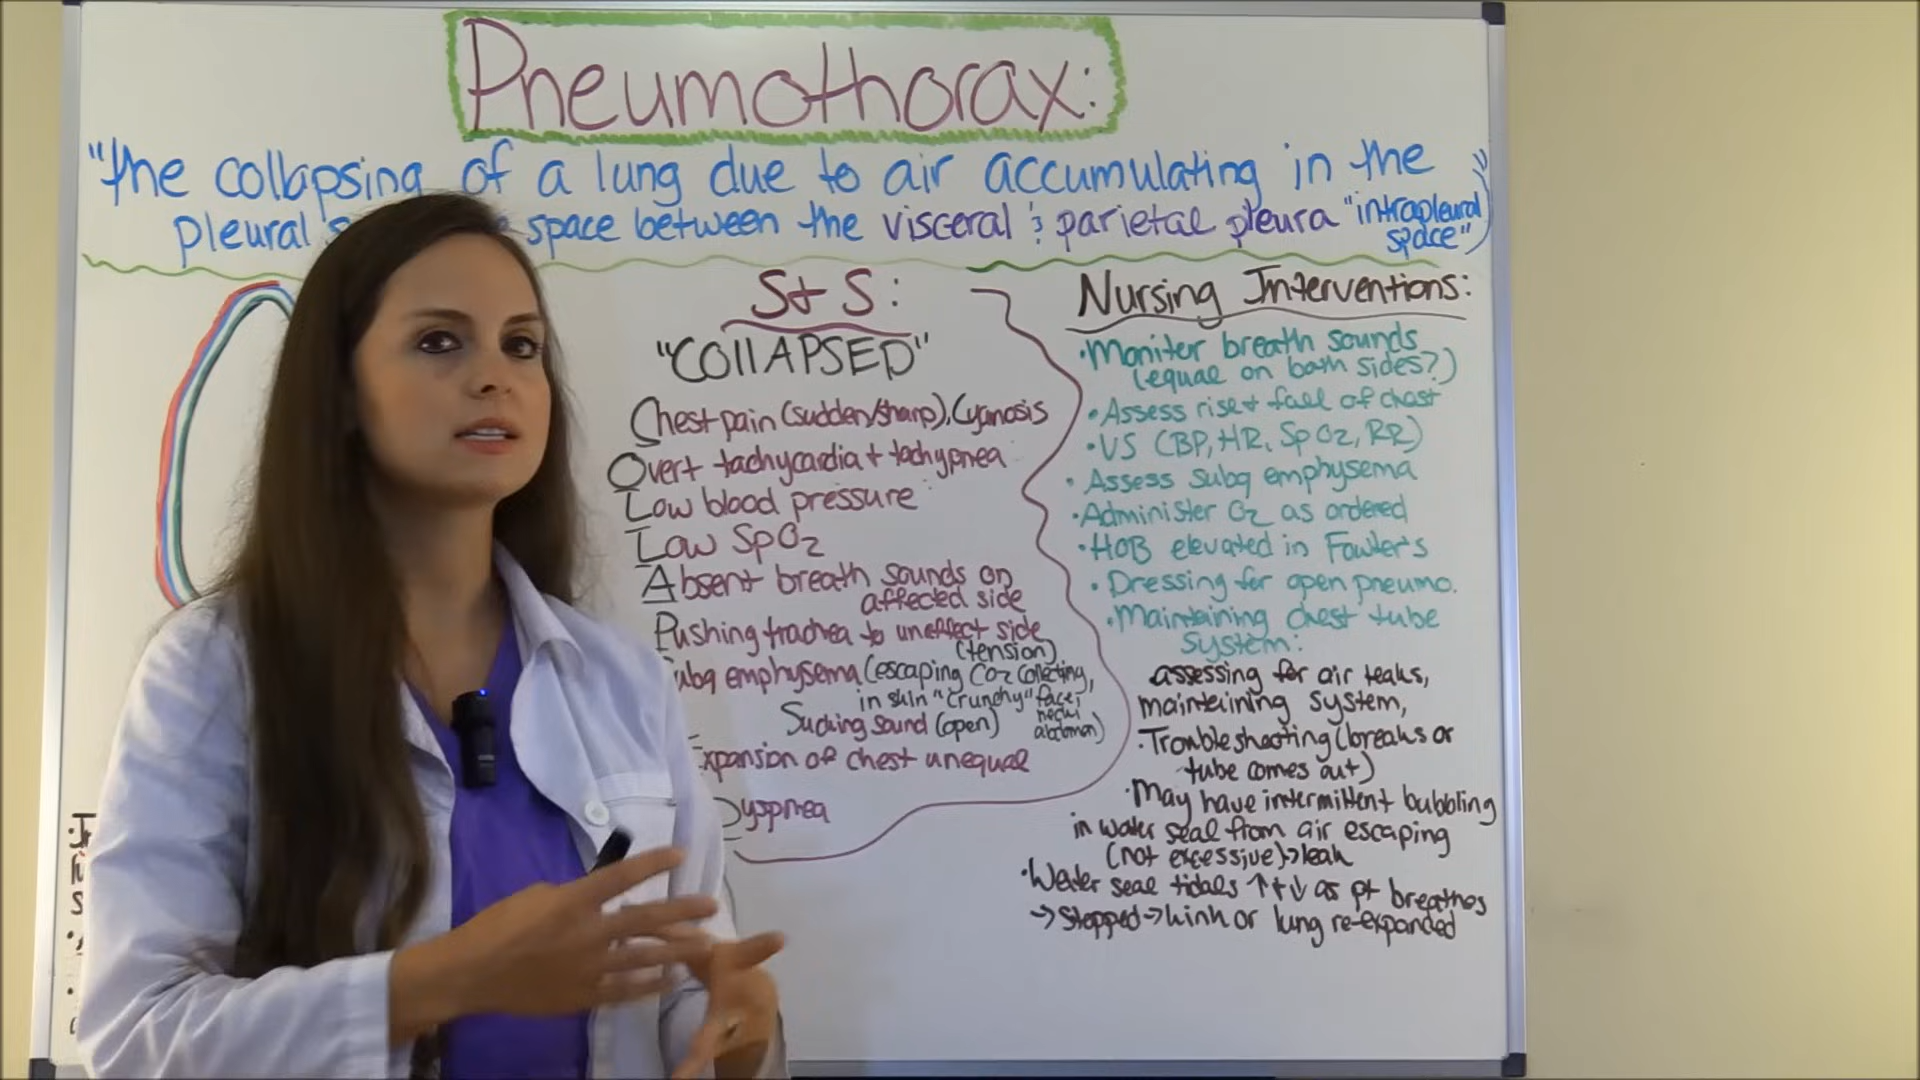 Pneumothorax:
"the collapsing of a lung due to air accumulating in the
pleural space between the visceral & parietal pleura "intrapleural
space")
S+S:
"COllAPSED"
Chest pain (sudden/sharp), Cyanosis
Overt tachycardia + tachypnea
Low blood pressure
Low SpO2
Absent breath sounds on
affected side
Pushing trachea to uneffect side
(tension)
ubq emphysema (escaping CO2 collecting,
in skin "crunchy" face,
neck
abdomen)
Sucking sound (open)
Expansion of chest unequal
Dyspnea
Nursing Interventions:
•Moniter breath sounds
(equal on both sides?)
•Assess rise + fall of chest
•VS (BP, HR, SpO2, RR)
•Assess subq emphysema
•Administer O2 as ordered
•HOB elevated in Fowler's
•Dressing for open pneumo.
•Maintaining chest tube
system:
assessing for air leaks,
maintaining system,
•Troubleshooting (breaks or
tube comes out)
•May have intermittent bubbling
in water seal from air escaping
(not excessive)→leak
•Water seal tidals ↑+↓ as pt breathes
→Stopped→kink or lung re-expanded